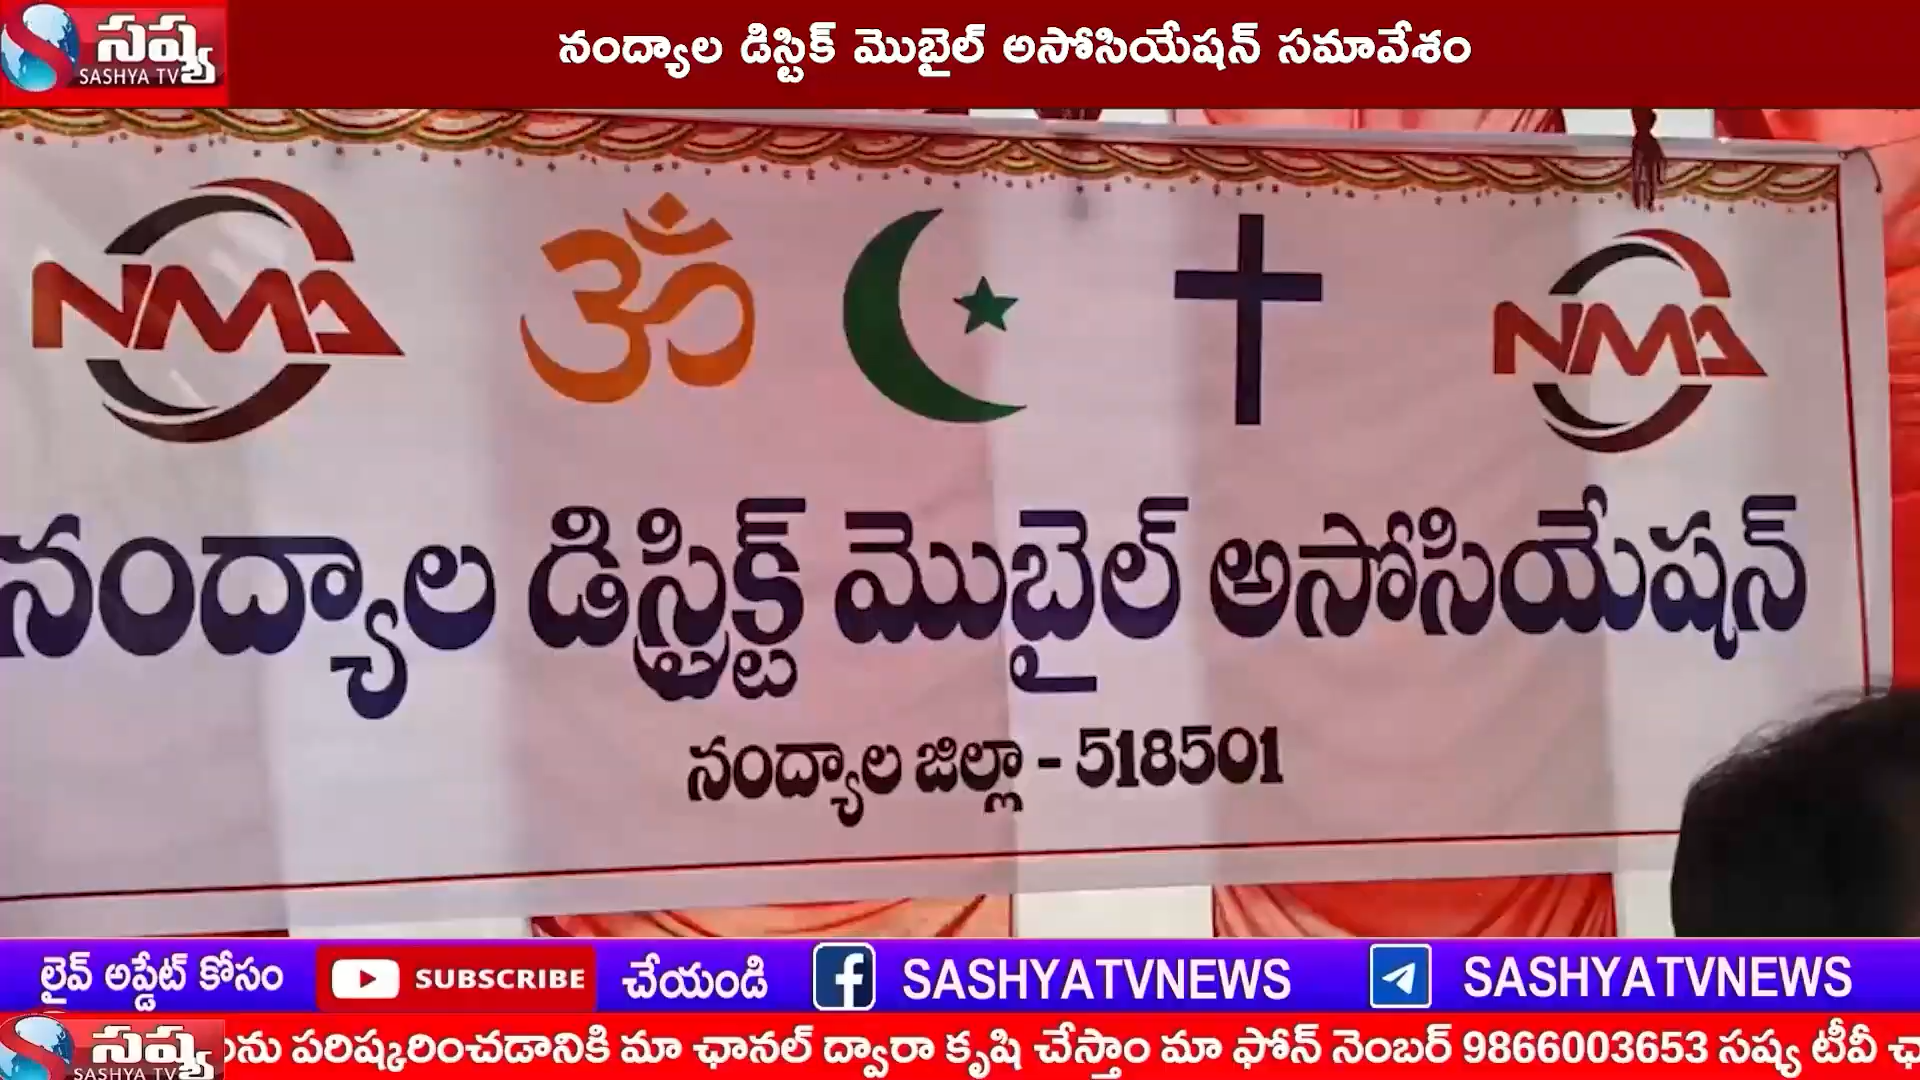 సష్య
SASHYA TV
నంద్యాల డిస్టిక్ మొబైల్ అసోసియేషన్ సమావేశం
NMA
NMA
నంద్యాల డిస్ట్రిక్ట్ మొబైల్ అసోసియేషన్
నంద్యాల జిల్లా - 518501
లైవ్ అప్డేట్ కోసం SUBSCRIBE చేయండి SASHYATVNEWS SASHYATVNEWS
సష్య
SASHYA TV
పరిష్కరించడానికి మా ఛానల్ ద్వారా కృషి చేస్తాం మా ఫోన్ నెంబర్ 9866003653 సష్య టీవీ